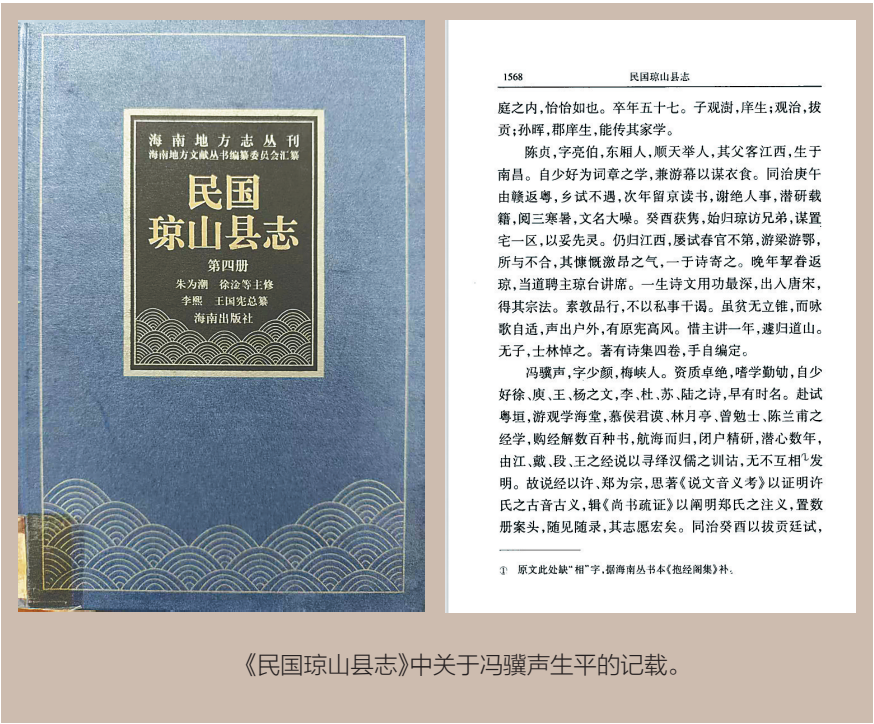 海南地方志丛刊
海南地方文献丛书编纂委员会汇纂
民国
琼山县志
第四册
朱为潮 徐淦等主修
李熙 王国宪总纂
海南出版社
1568 民国琼山县志
庭之内，怡怡如也。卒年五十七。子观澍，庠生；观治，拔
贡；孙晖，郡庠生，能传其家学。
陈贞，字亮伯，东厢人，顺天举人，其父客江西，生于
南昌。自少好为词章之学，兼游幕以谋衣食。同治庚午
由赣返粤，乡试不遇，次年留京读书，谢绝人事，潜研载
籍，阅三寒暑，文名大噪。癸酉获隽，始归琼访兄弟，谋置
宅一区，以妥先灵。仍归江西，屡试春官不第，游梁游鄂，
所与不合，其慷慨激昂之气，一于诗寄之。晚年挈眷返
琼，当道聘主琼台讲席。一生诗文用功最深，出入唐宋，
得其宗法。素敦品行，不以私事干谒。虽贫无立锥，而咏
歌自适，声出户外，有原宪高风。惜主讲一年，遽归道山。
无子，士林悼之。著有诗集四卷，手自编定。
冯骥声，字少颜，梅峡人。资质卓绝，嗜学勤劬，自少
好徐、庾、王、杨之文，李、杜、苏、陆之诗，早有时名。赴试
粤垣，游观学海堂，慕侯君谟、林月亭、曾勉士、陈兰甫之
经学，购经解数百种书，航海而归，闭户精研，潜心数年，
由江、戴、段、王之经说以寻绎汉儒之训诂，无不互相①发
明。故说经以许、郑为宗，思著《说文音义考》以证明许
氏之古音古义，辑《尚书疏证》以阐明郑氏之注义，置数
册案头，随见随录，其志愿宏矣。同治癸酉以拔贡廷试，
① 原文此处缺“相”字，据海南丛书本《抱经阁集》补。
《民国琼山县志》中关于冯骥声生平的记载。